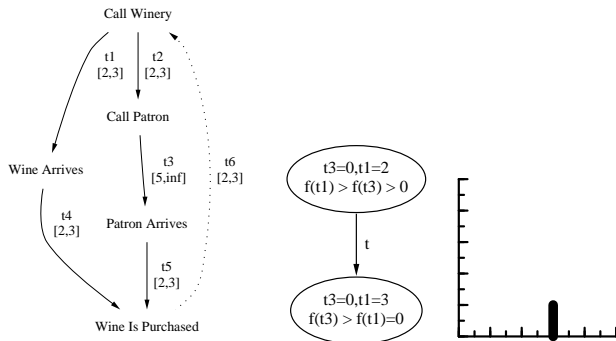 Call Winery
t1
[2,3]
t2
[2,3]
Call Patron
Wine Arrives
t3
[5,inf]
t6
[2,3]
t4
[2,3]
Patron Arrives
t5
[2,3]
Wine Is Purchased
t3=0,t1=2
f(t1) > f(t3) > 0
t
t3=0,t1=3
f(t3) > f(t1)=0